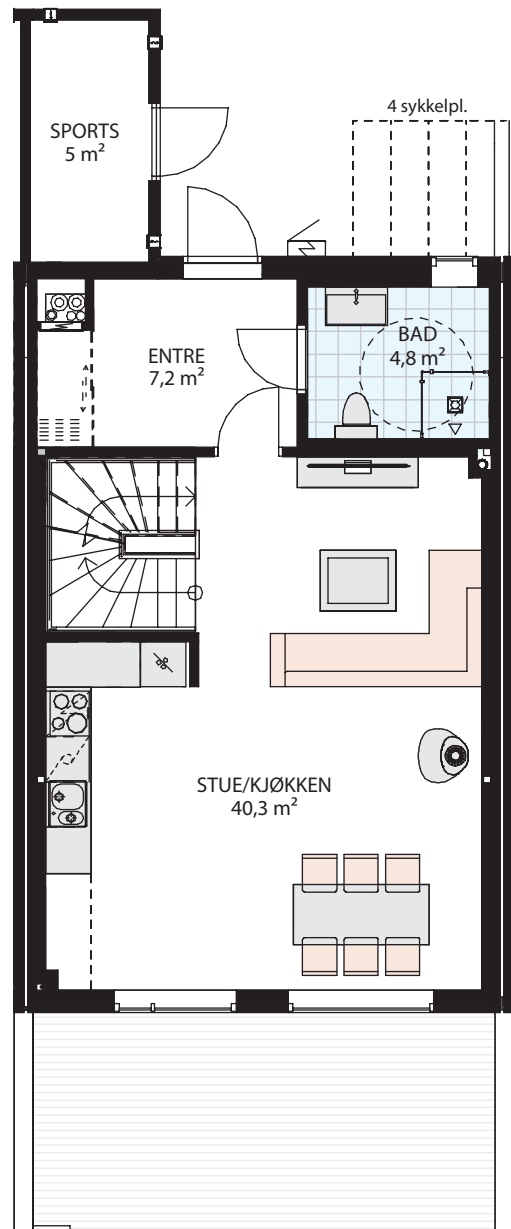 SPORTS
5 m²
4 sykkelpl.
ENTRE
7,2 m²
BAD
4,8 m²
STUE/KJØKKEN
40,3 m²